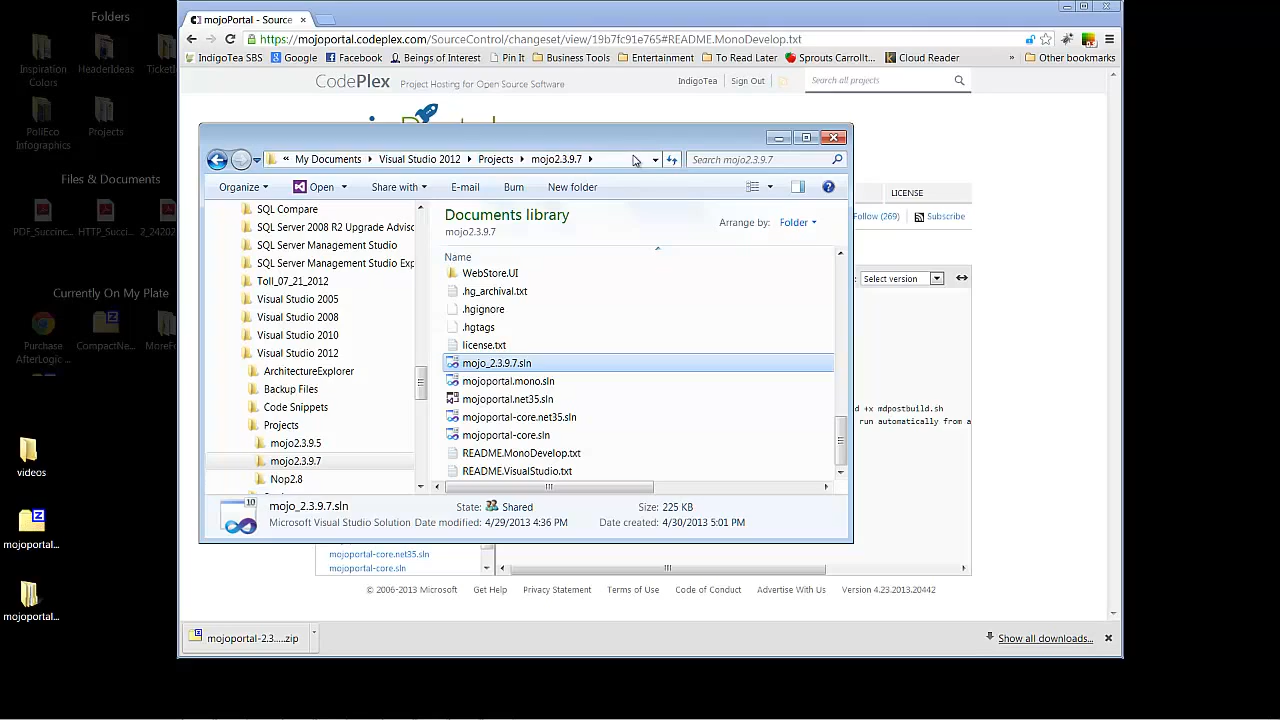 Folders
Inspiration Colors
HeaderIdeas
PoliEco Infographics
Projects
Files & Documents
PDF_Succinc...
HTTP_Succi...
Currently On My Plate
Purchase AfterLogic ...
CompactNe...
MoreFo
videos
mojoportal...
mojoportal...
mojoPortal - Source
https://mojoportal.codeplex.com/SourceControl/changeset/view/19b7fc91e765#README.MonoDevelop.txt
IndigoTea SBS
Google
Facebook
Beings of Interest
Pin It
Business Tools
Entertainment
To Read Later
Sprouts Carrollt...
Cloud Reader
»
Other bookmarks
CodePlex
Project Hosting for Open Source Software
IndigoTea
Sign Out
Search all projects
LICENSE
Follow (269)
Subscribe
Select version
d +x mdpostbuild.sh
run automatically from a
« My Documents
Visual Studio 2012
Projects
mojo2.3.9.7
Search mojo2.3.9.7
Organize
Open
Share with
E-mail
Burn
New folder
SQL Compare
SQL Server 2008 R2 Upgrade Advisc
SQL Server Management Studio
SQL Server Management Studio Exp
Toll_07_21_2012
Visual Studio 2005
Visual Studio 2008
Visual Studio 2010
Visual Studio 2012
ArchitectureExplorer
Backup Files
Code Snippets
Projects
mojo2.3.9.5
mojo2.3.9.7
Nop2.8
Documents library
mojo2.3.9.7
Arrange by:
Folder
Name
WebStore.UI
.hg_archival.txt
.hgignore
.hgtags
license.txt
mojo_2.3.9.7.sln
mojoportal.mono.sln
mojoportal.net35.sln
mojoportal-core.net35.sln
mojoportal-core.sln
README.MonoDevelop.txt
README.VisualStudio.txt
10
mojo_2.3.9.7.sln
State:
Shared
Size: 225 KB
Microsoft Visual Studio Solution
Date modified: 4/29/2013 4:36 PM
Date created: 4/30/2013 5:01 PM
mojoportal-core.net35.sln
mojoportal-core.sln
© 2006-2013 Microsoft
Get Help
Privacy Statement
Terms of Use
Code of Conduct
Advertise With Us
Version 4.23.2013.20442
mojoportal-2.3....zip
Show all downloads...